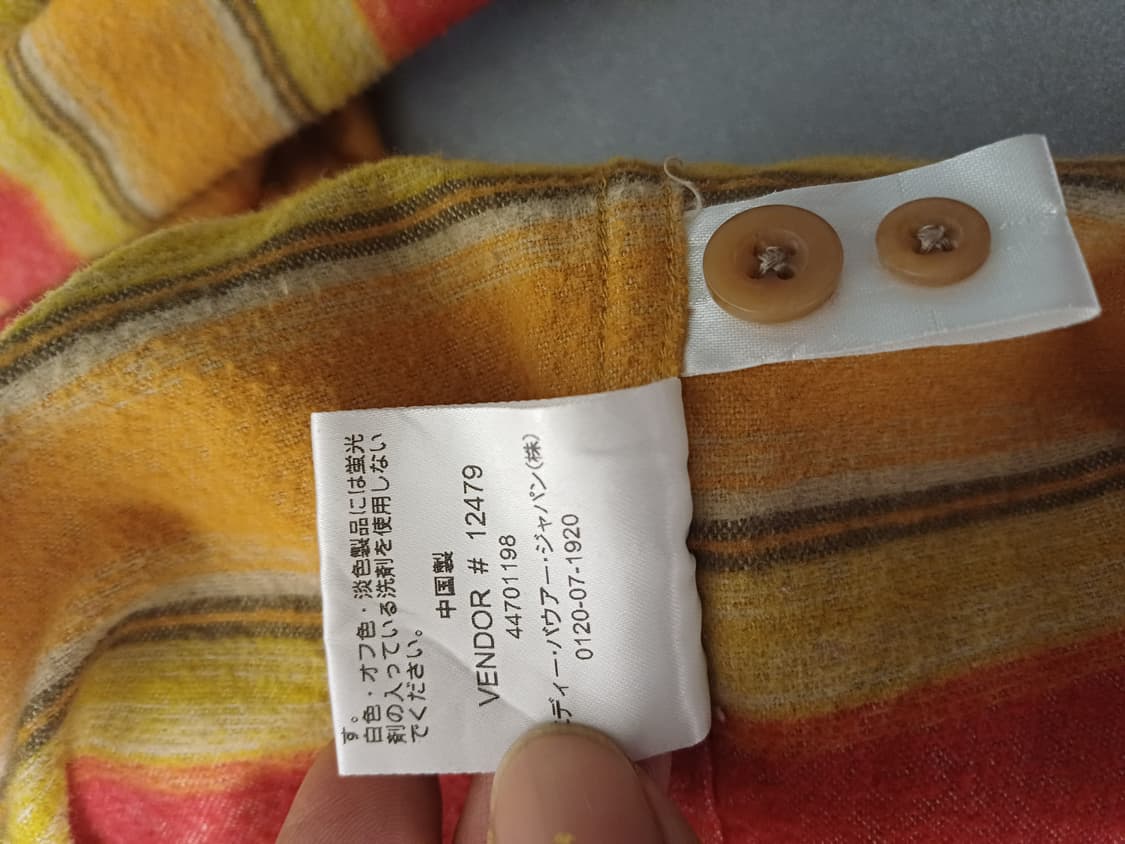 す。
白色・オフ色・淡色製品には蛍光
剤の入っている洗剤を使用しない
でください。
中国製
VENDOR # 12479
44701198
ディー・バウアー・ジャパン(株)
0120-07-1920